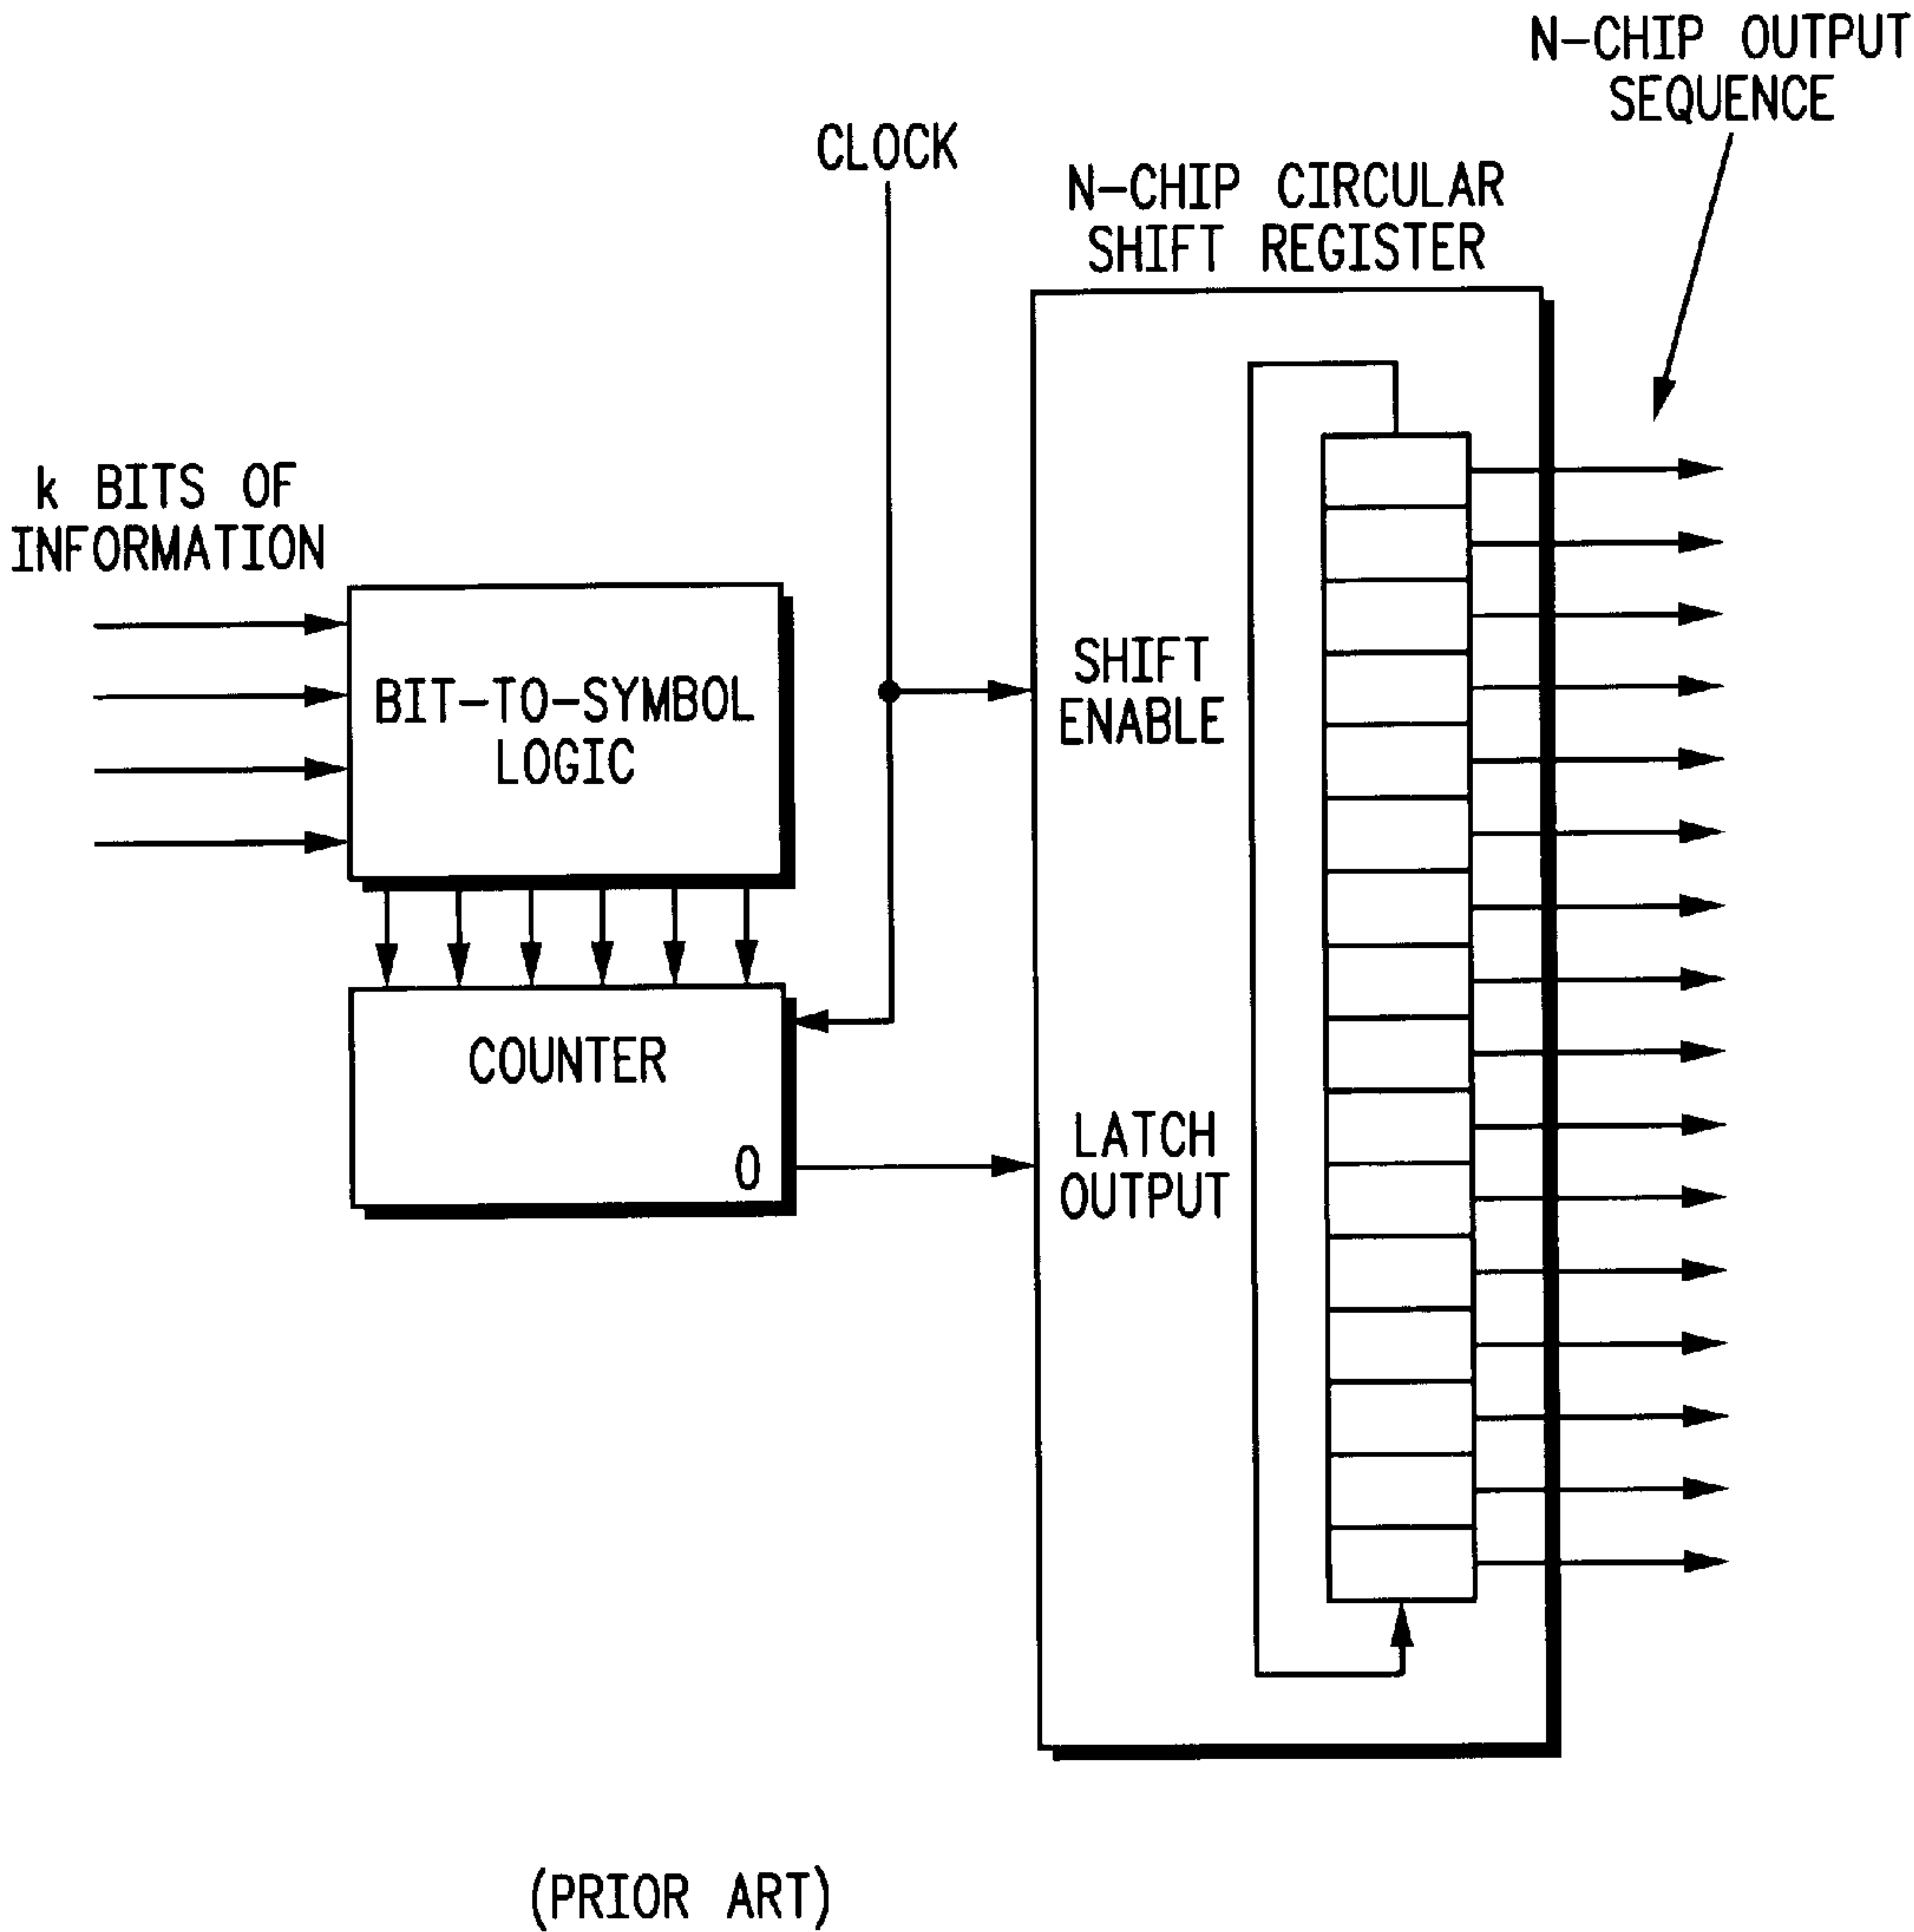 N-CHIP OUTPUT
SEQUENCE
CLOCK
N-CHIP CIRCULAR
SHIFT REGISTER
k BITS OF
INFORMATION
BIT-TO-SYMBOL
LOGIC
SHIFT
ENABLE
COUNTER
0
LATCH
OUTPUT
(PRIOR ART)